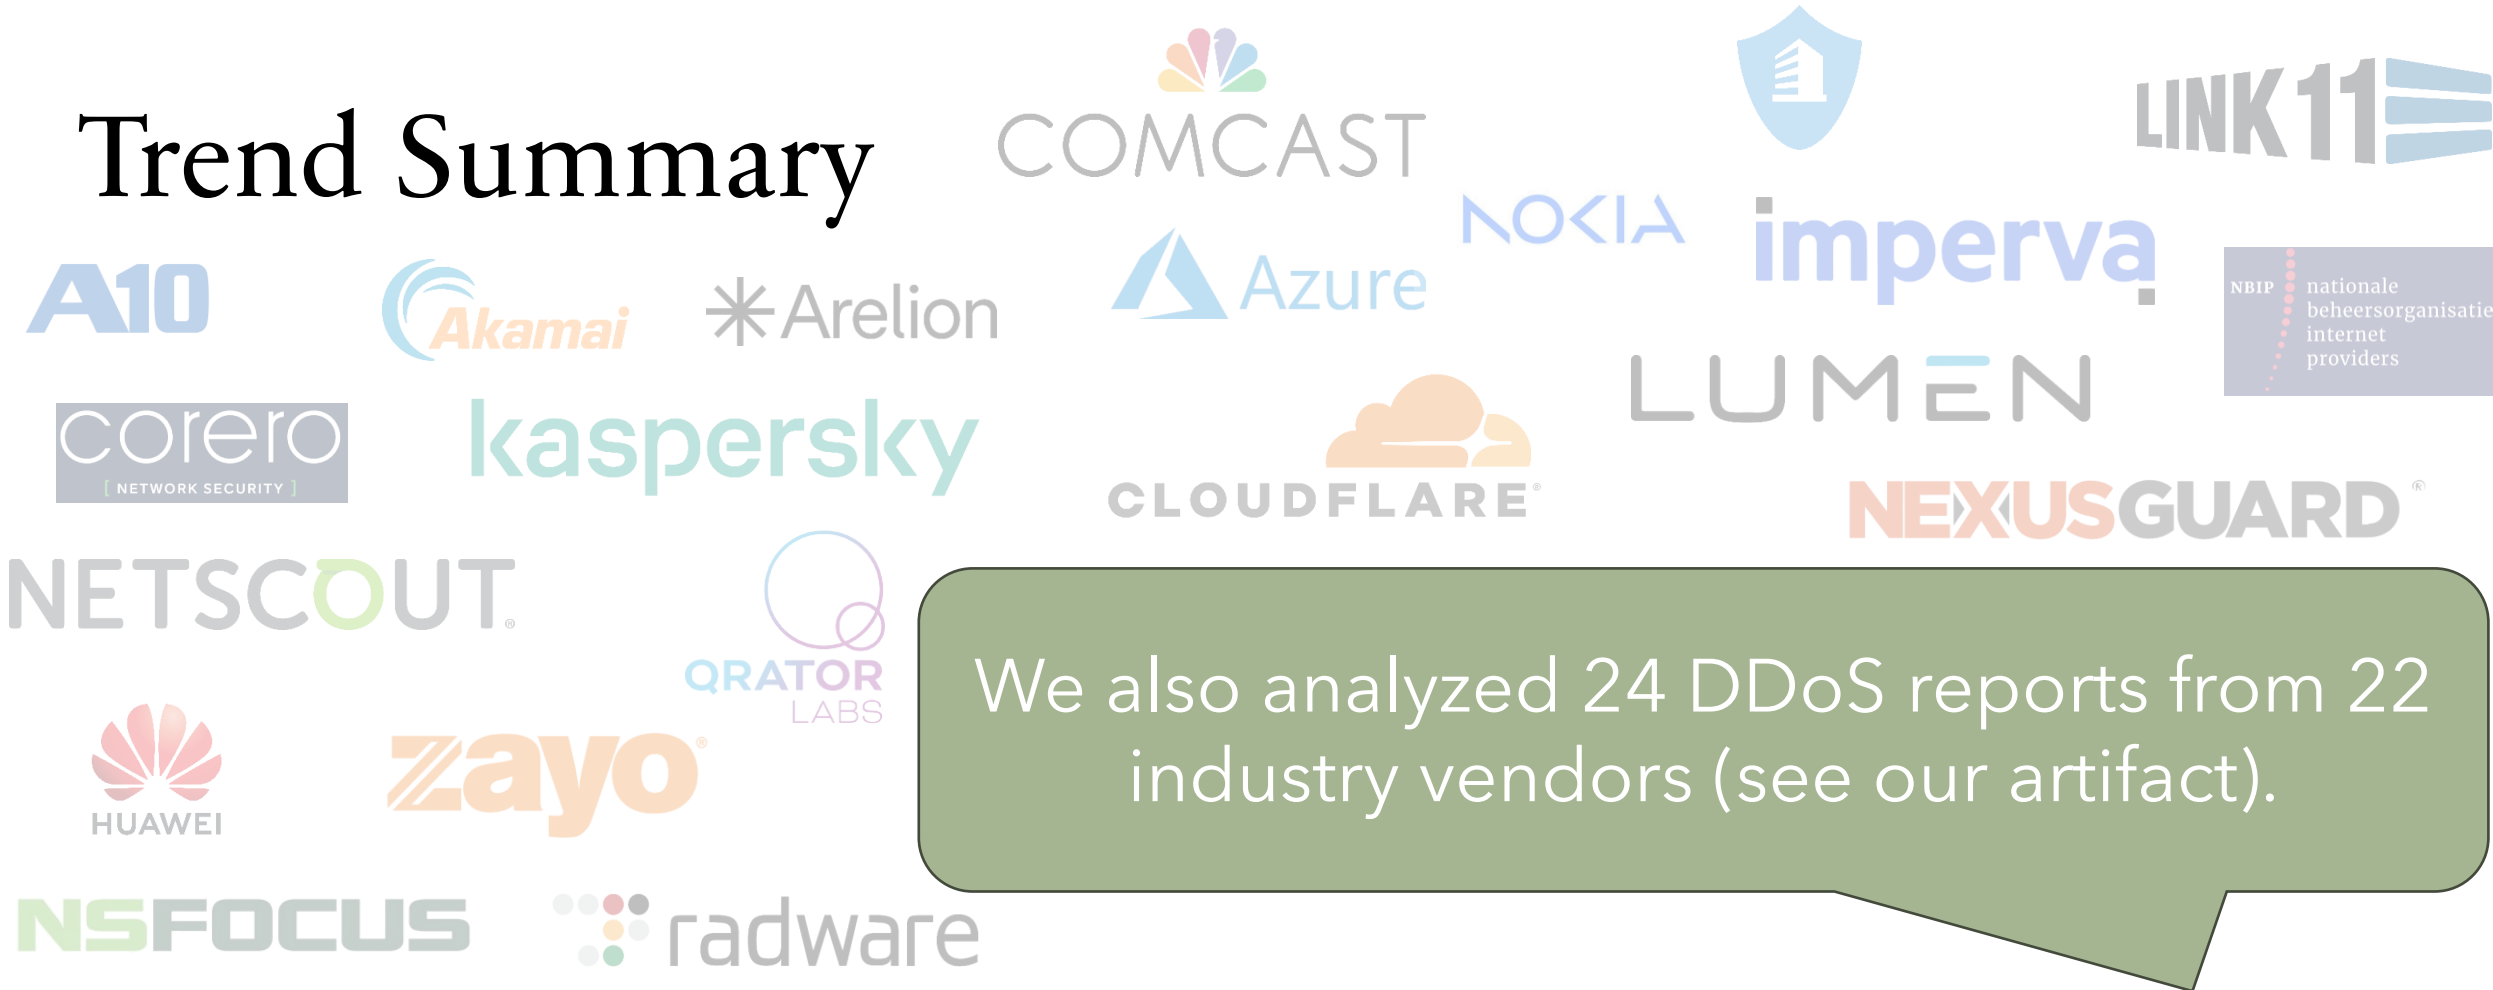 Trend Summary
COMCAST
LINK11
NOKIA
imperva
A10
Akamai
Arelion
Azure
NBIP
nationale
beheersorganisatie
internet
providers
LUMEN
corero
[ NETWORK SECURITY ]
kaspersky
CLOUDFLARE®
NEXUSGUARD®
NETSCOUT®
QRATOR
LABS
We also analyzed 24 DDoS reports from 22
industry vendors (see our artifact).
HUAWEI
zayo®
NSFOCUS
radware